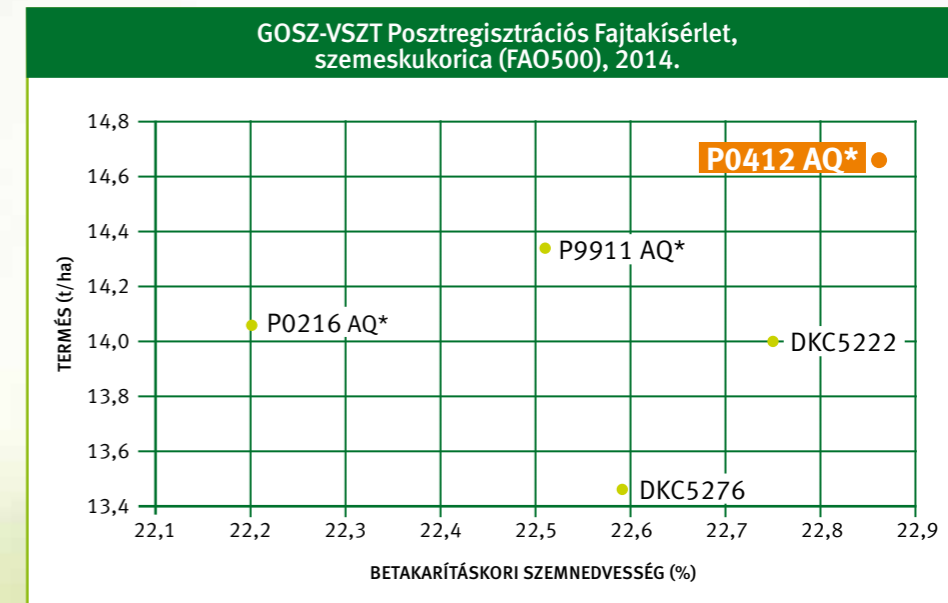 GOSZ-VSZT Posztregisztrációs Fajtakísérlet,
szemeskukorica (FAO500), 2014.
14,8
14,6
14,4
14,2
14,0
13,8
13,6
13,4
TERMÉS (t/ha)
P0412 AQ*
P9911 AQ*
P0216 AQ*
DKC5222
DKC5276
22,1 22,2 22,3 22,4 22,5 22,6 22,7 22,8 22,9
BETAKARÍTÁSKORI SZEMNEDVESSÉG (%)